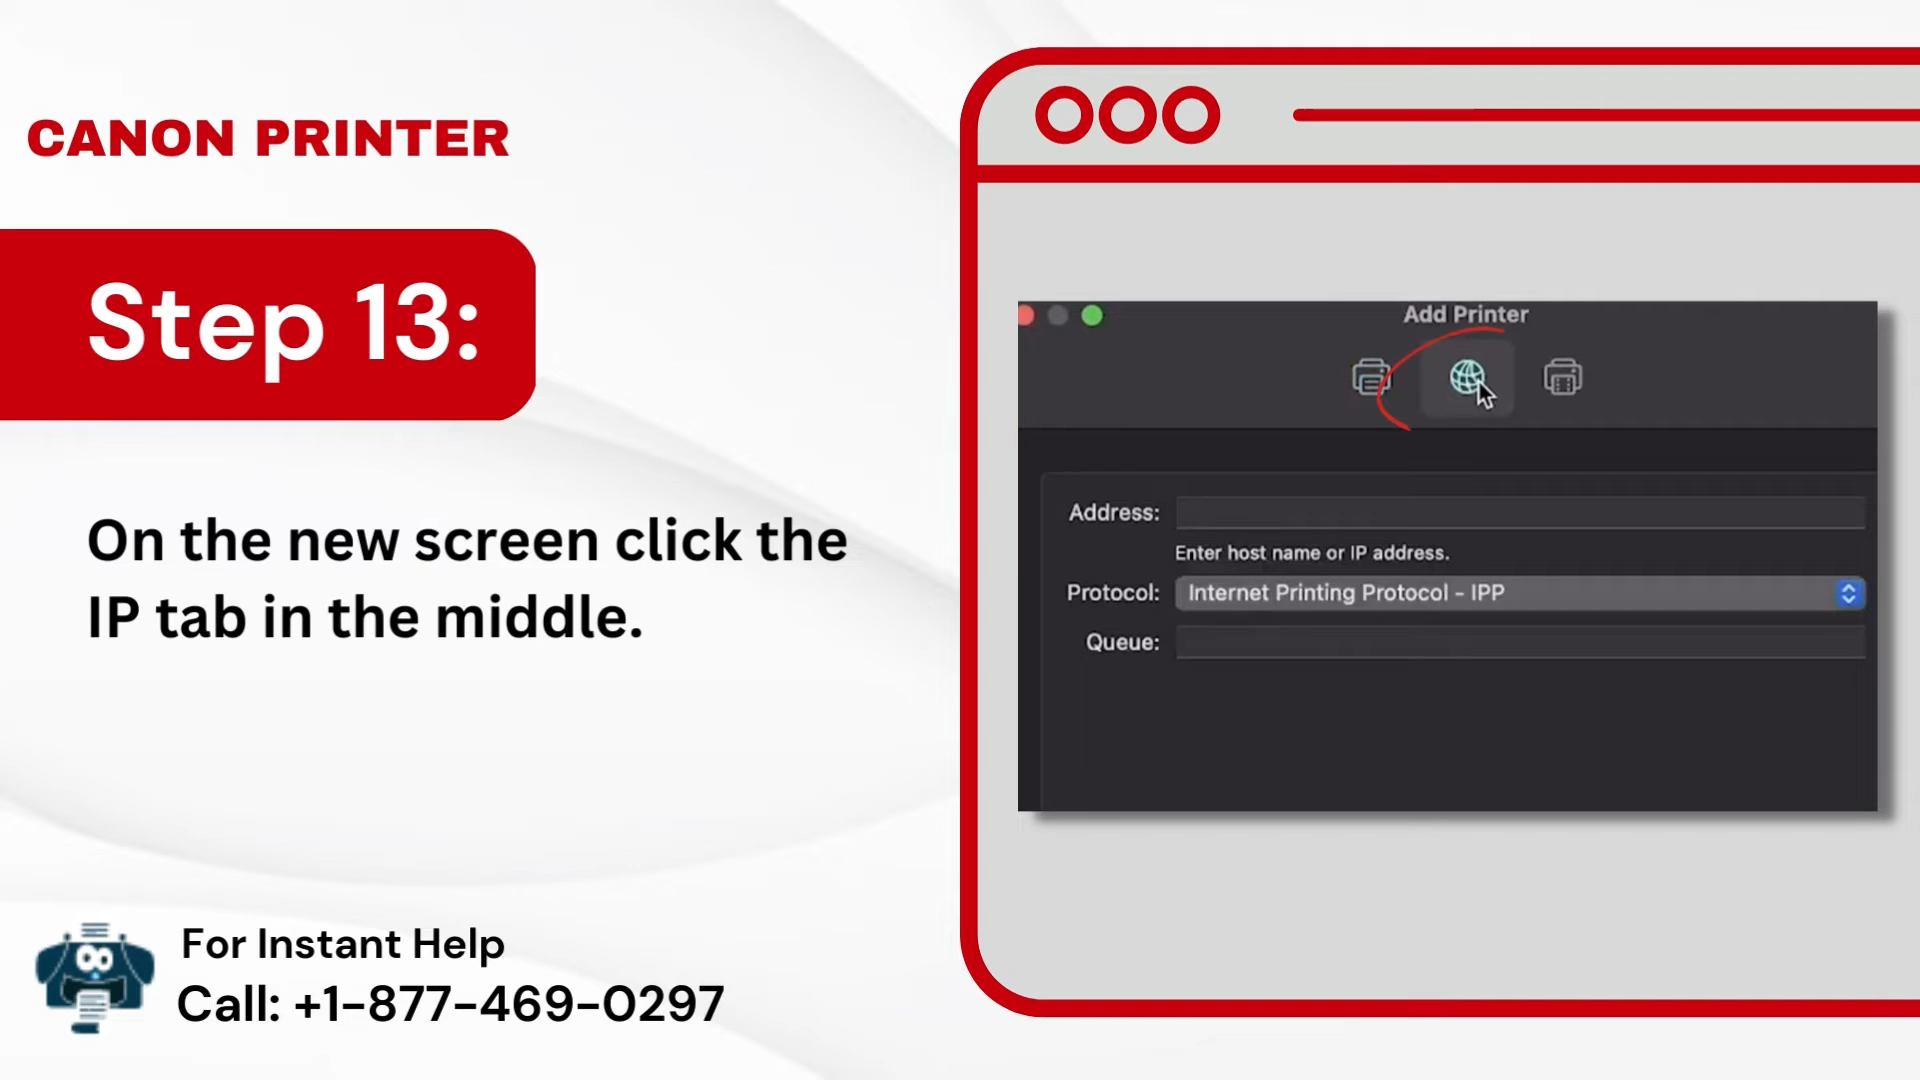 CANON PRINTER
Step 13:
On the new screen click the
IP tab in the middle.
For Instant Help
Call: +1-877-469-0297
Add Printer
Address:
Enter host name or IP address.
Protocol: Internet Printing Protocol - IPP
Queue: